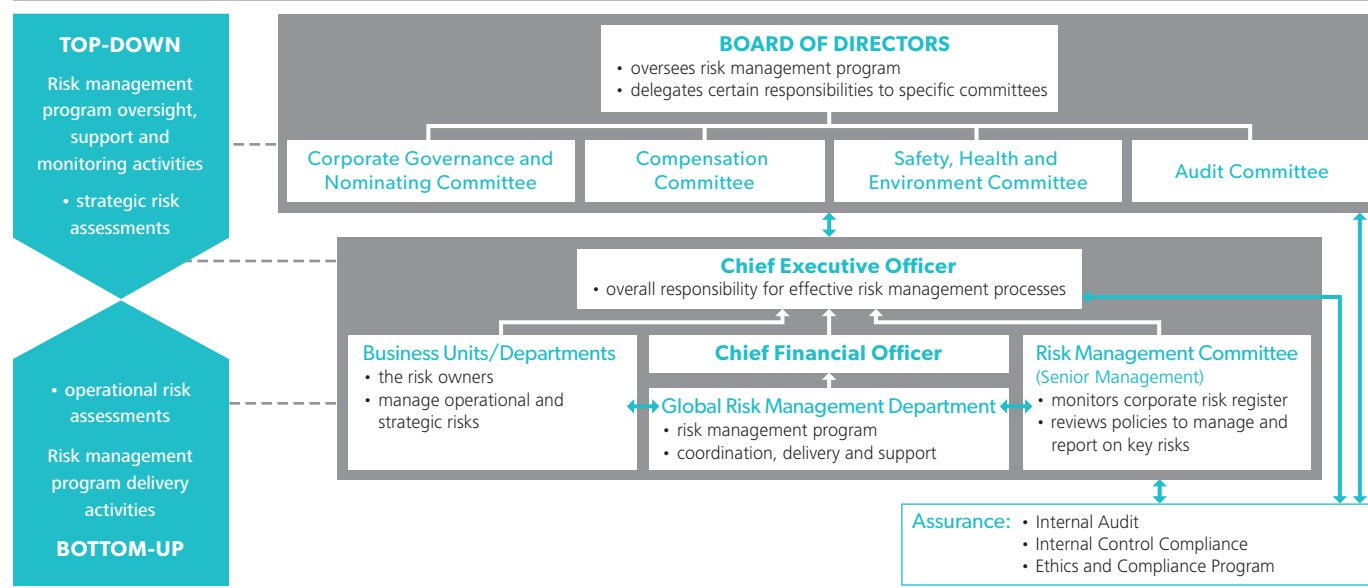 TOP-DOWN
Risk management
program oversight,
support and
monitoring activities
• strategic risk
assessments
• operational risk
assessments
Risk management
program delivery
activities
BOTTOM-UP
BOARD OF DIRECTORS
• oversees risk management program
• delegates certain responsibilities to specific committees
Corporate Governance and
Nominating Committee
Compensation
Committee
Safety, Health and
Environment Committee
Audit Committee
Chief Executive Officer
• overall responsibility for effective risk management processes
Business Units/Departments
• the risk owners
• manage operational and
strategic risks
Chief Financial Officer
Global Risk Management Department
• risk management program
• coordination, delivery and support
Risk Management Committee
(Senior Management)
• monitors corporate risk register
• reviews policies to manage and
report on key risks
Assurance: • Internal Audit
• Internal Control Compliance
• Ethics and Compliance Program